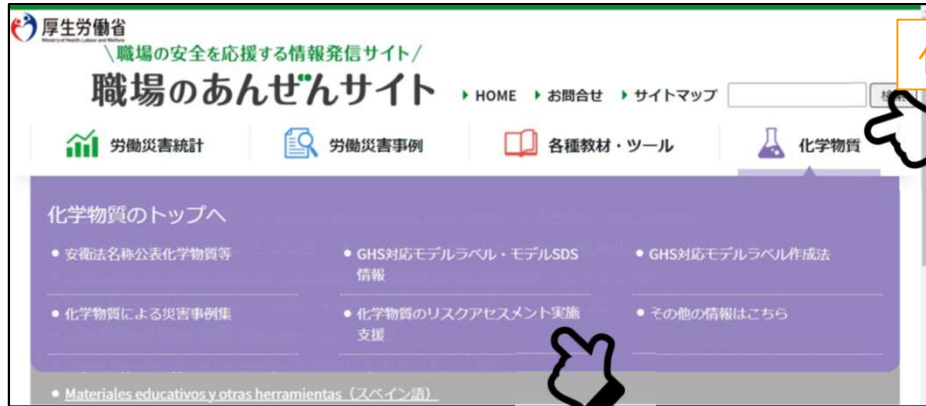 厚生労働省
Ministry of Health, Labour and Welfare
\職場の安全を応援する情報発信サイト/
職場のあんぜんサイト
HOME お問合せ サイトマップ
労働災害統計 労働災害事例 各種教材・ツール 化学物質
化学物質のトップへ
• 安衛法名称公表化学物質等
• GHS対応モデルラベル・モデルSDS
情報
• GHS対応モデルラベル作成法
• 化学物質による災害事例集
• 化学物質のリスクアセスメント実施
支援
• その他の情報はこちら
• Materiales educativos y otras herramientas（スペイン語）